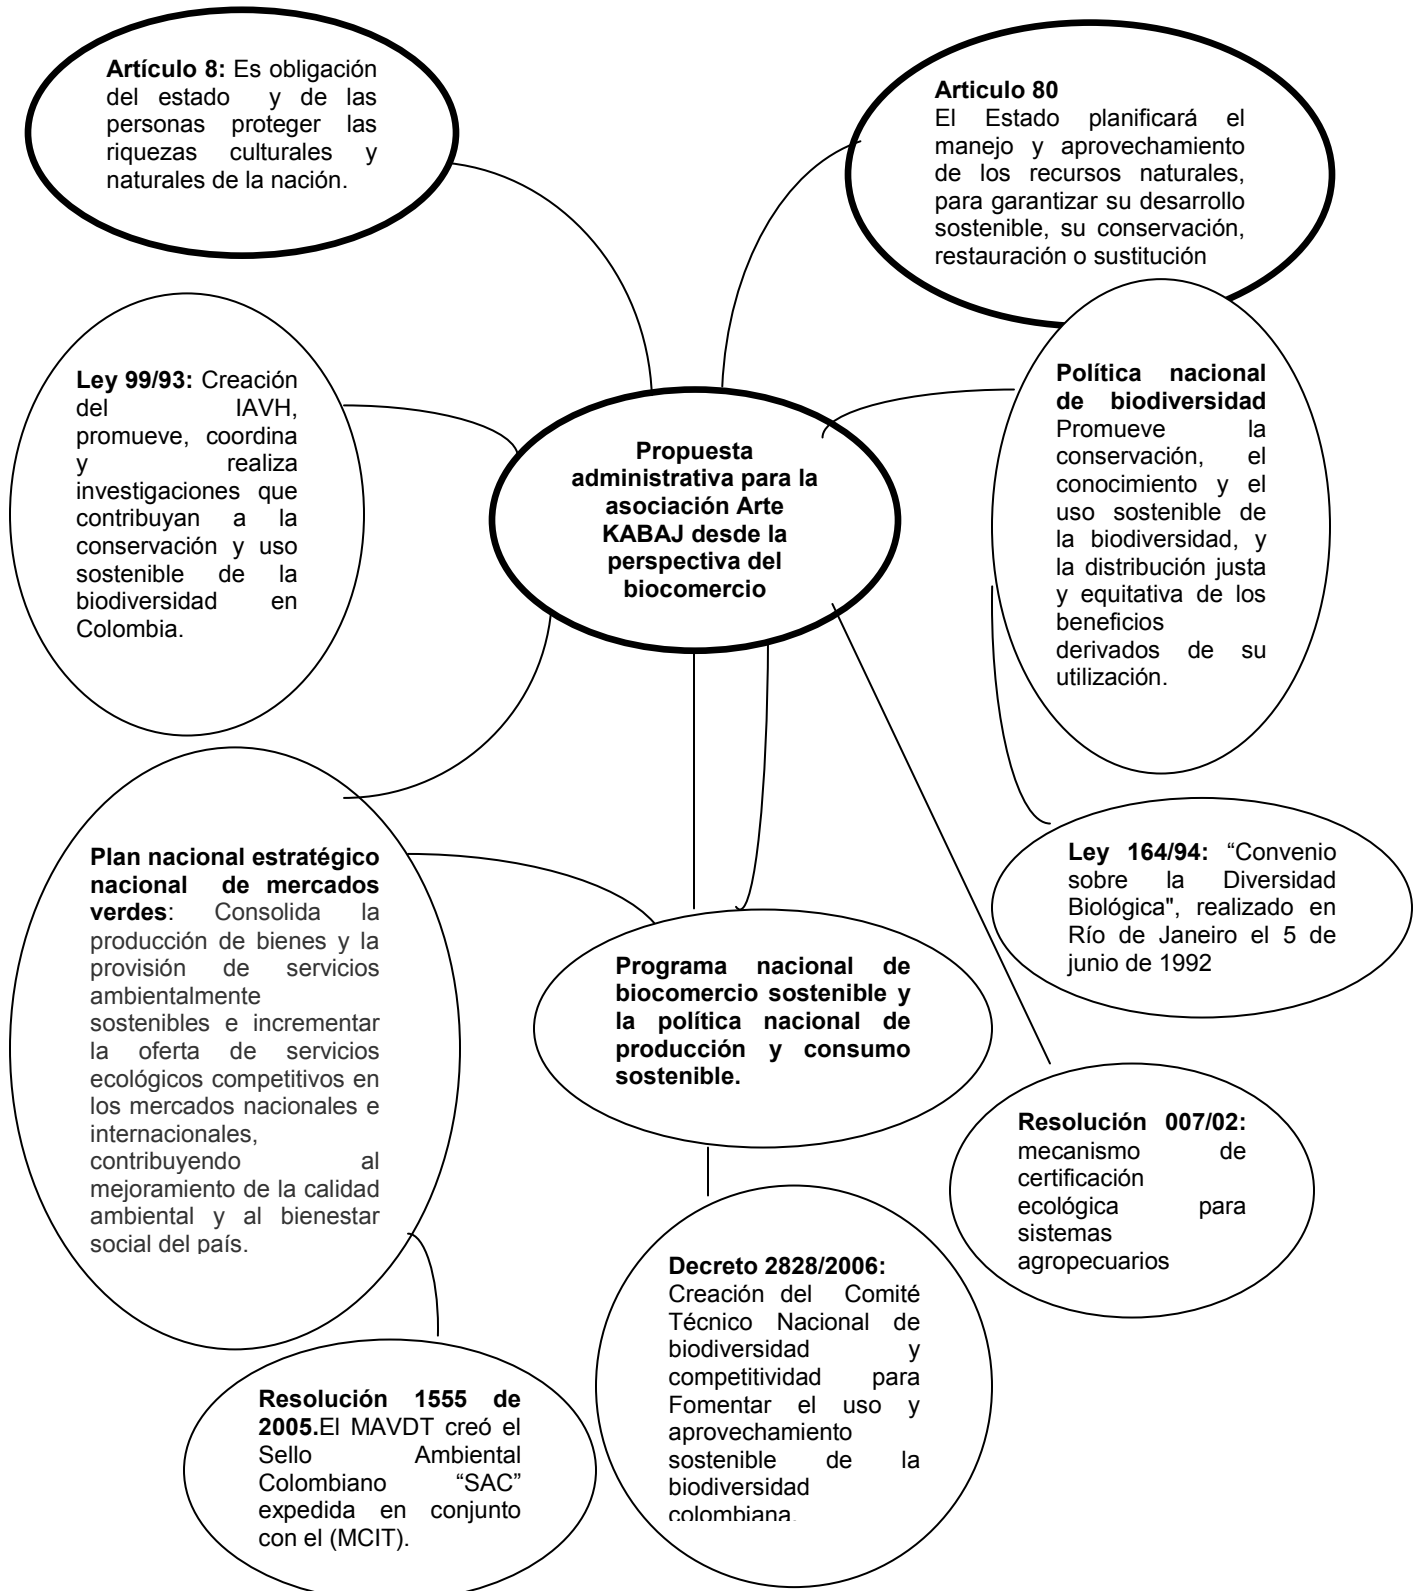 Artículo 8: Es obligación
del estado y de las
personas proteger las
riquezas culturales y
naturales de la nación.
Articulo 80
El Estado planificará el
manejo y aprovechamiento
de los recursos naturales,
para garantizar su desarrollo
sostenible, su conservación,
restauración o sustitución
Ley 99/93: Creación
del IAVH,
promueve, coordina
y realiza
investigaciones que
contribuyan a la
conservación y uso
sostenible de la
biodiversidad en
Colombia.
Propuesta
administrativa para la
asociación Arte
KABAJ desde la
perspectiva del
biocomercio
Política nacional
de biodiversidad
Promueve la
conservación, el
conocimiento y el
uso sostenible de
la biodiversidad, y
la distribución justa
y equitativa de los
beneficios
derivados de su
utilización.
Plan nacional estratégico
nacional de mercados
verdes: Consolida la
producción de bienes y la
provisión de servicios
ambientalmente
sostenibles e incrementar
la oferta de servicios
ecológicos competitivos en
los mercados nacionales e
internacionales,
contribuyendo al
mejoramiento de la calidad
ambiental y al bienestar
social del país.
Programa nacional de
biocomercio sostenible y
la política nacional de
producción y consumo
sostenible.
Ley 164/94: “Convenio
sobre la Diversidad
Biológica", realizado en
Río de Janeiro el 5 de
junio de 1992
Resolución 007/02:
mecanismo de
certificación
ecológica para
sistemas
agropecuarios
Decreto 2828/2006:
Creación del Comité
Técnico Nacional de
biodiversidad y
competitividad para
Fomentar el uso y
aprovechamiento
sostenible de la
biodiversidad
colombiana.
Resolución 1555 de
2005.El MAVDT creó el
Sello Ambiental
Colombiano “SAC”
expedida en conjunto
con el (MCIT).